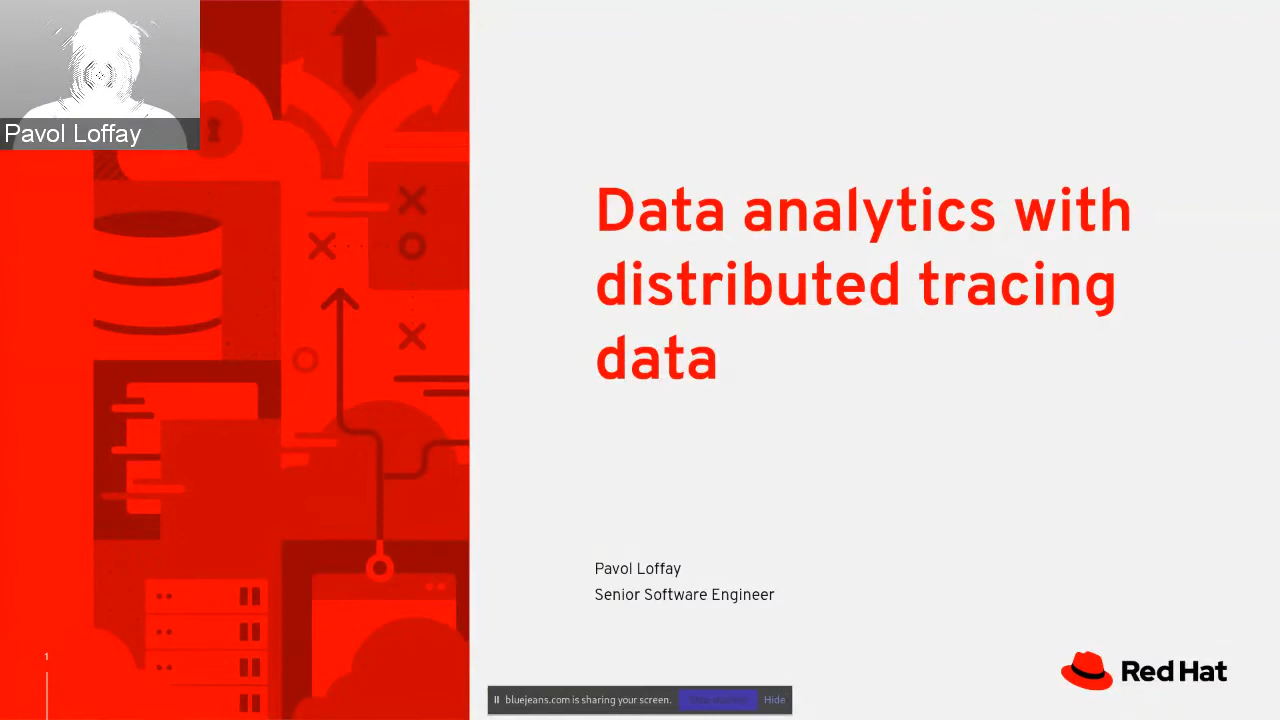 Pavol Loffay
Data analytics with
distributed tracing
data
Pavol Loffay
Senior Software Engineer
1
Red Hat
bluejeans.com is sharing your screen.
Hide